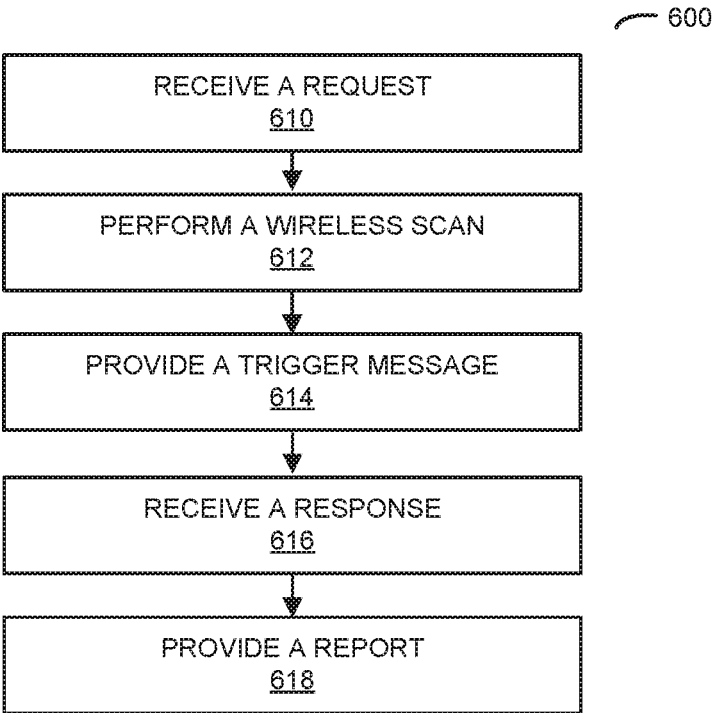 600
RECEIVE A REQUEST
610
PERFORM A WIRELESS SCAN
612
PROVIDE A TRIGGER MESSAGE
614
RECEIVE A RESPONSE
616
PROVIDE A REPORT
618